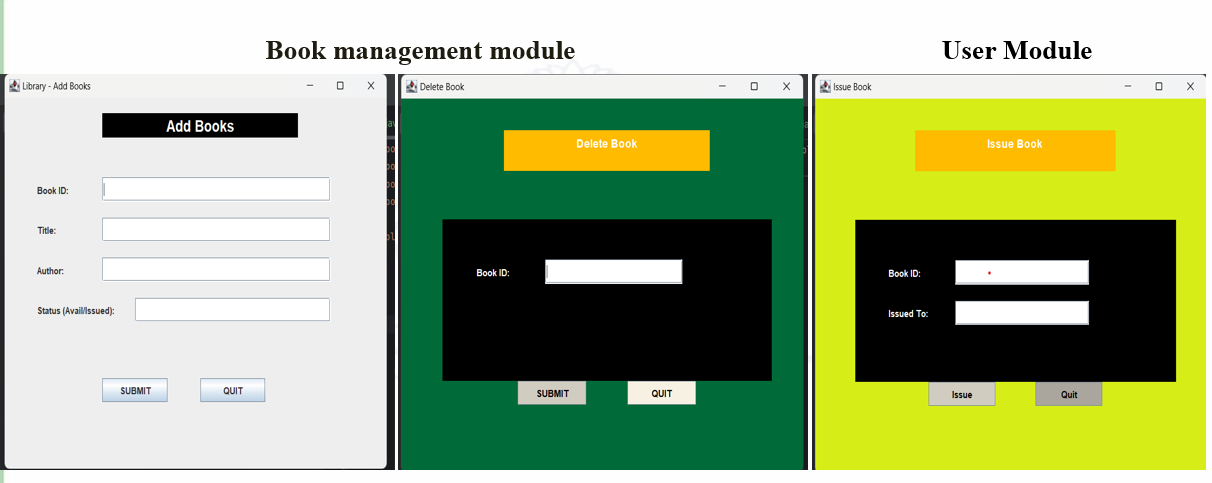 Book management module
User Module
Library - Add Books
Delete Book
Issue Book
Add Books
Delete Book
Issue Book
Book ID:
Title:
Author:
Status (Avail/Issued):
SUBMIT
QUIT
Book ID:
SUBMIT
QUIT
Book ID:
Issued To:
Issue
Quit